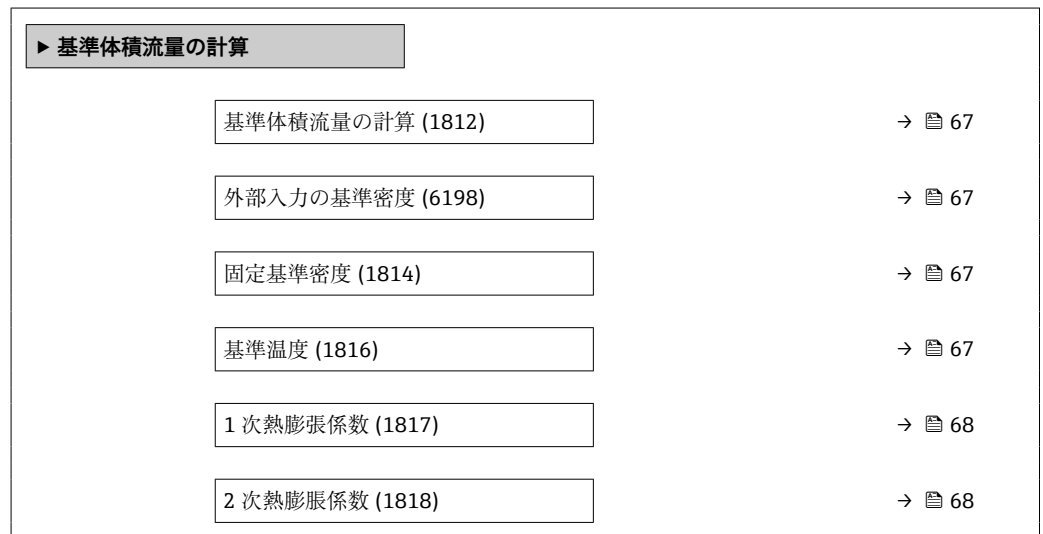 ▶ 基準体積流量の計算
基準体積流量の計算 (1812) → 67
外部入力の基準密度 (6198) → 67
固定基準密度 (1814) → 67
基準温度 (1816) → 67
1 次熱膨張係数 (1817) → 68
2 次熱膨脹係数 (1818) → 68